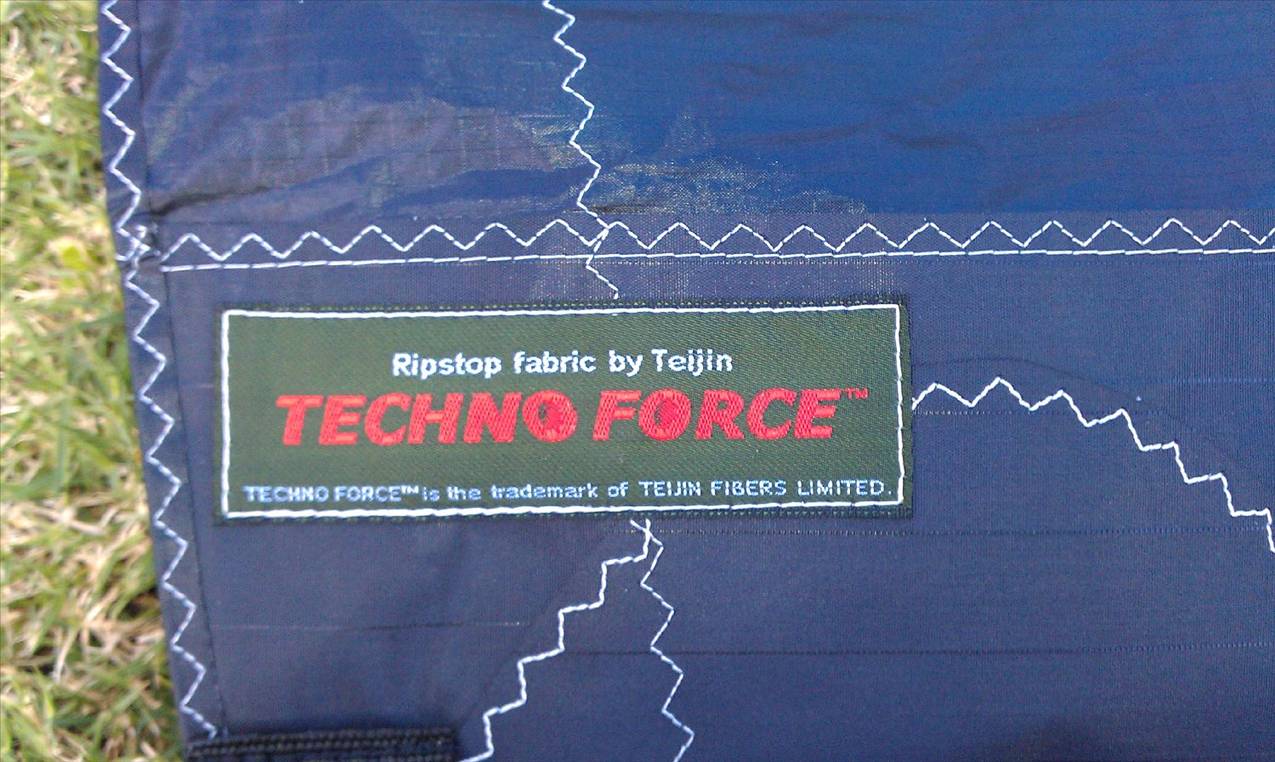 Ripstop fabric by Teijin
TECHNO FORCE™
TECHNO FORCE™ is the trademark of TEIJIN FIBERS LIMITED.